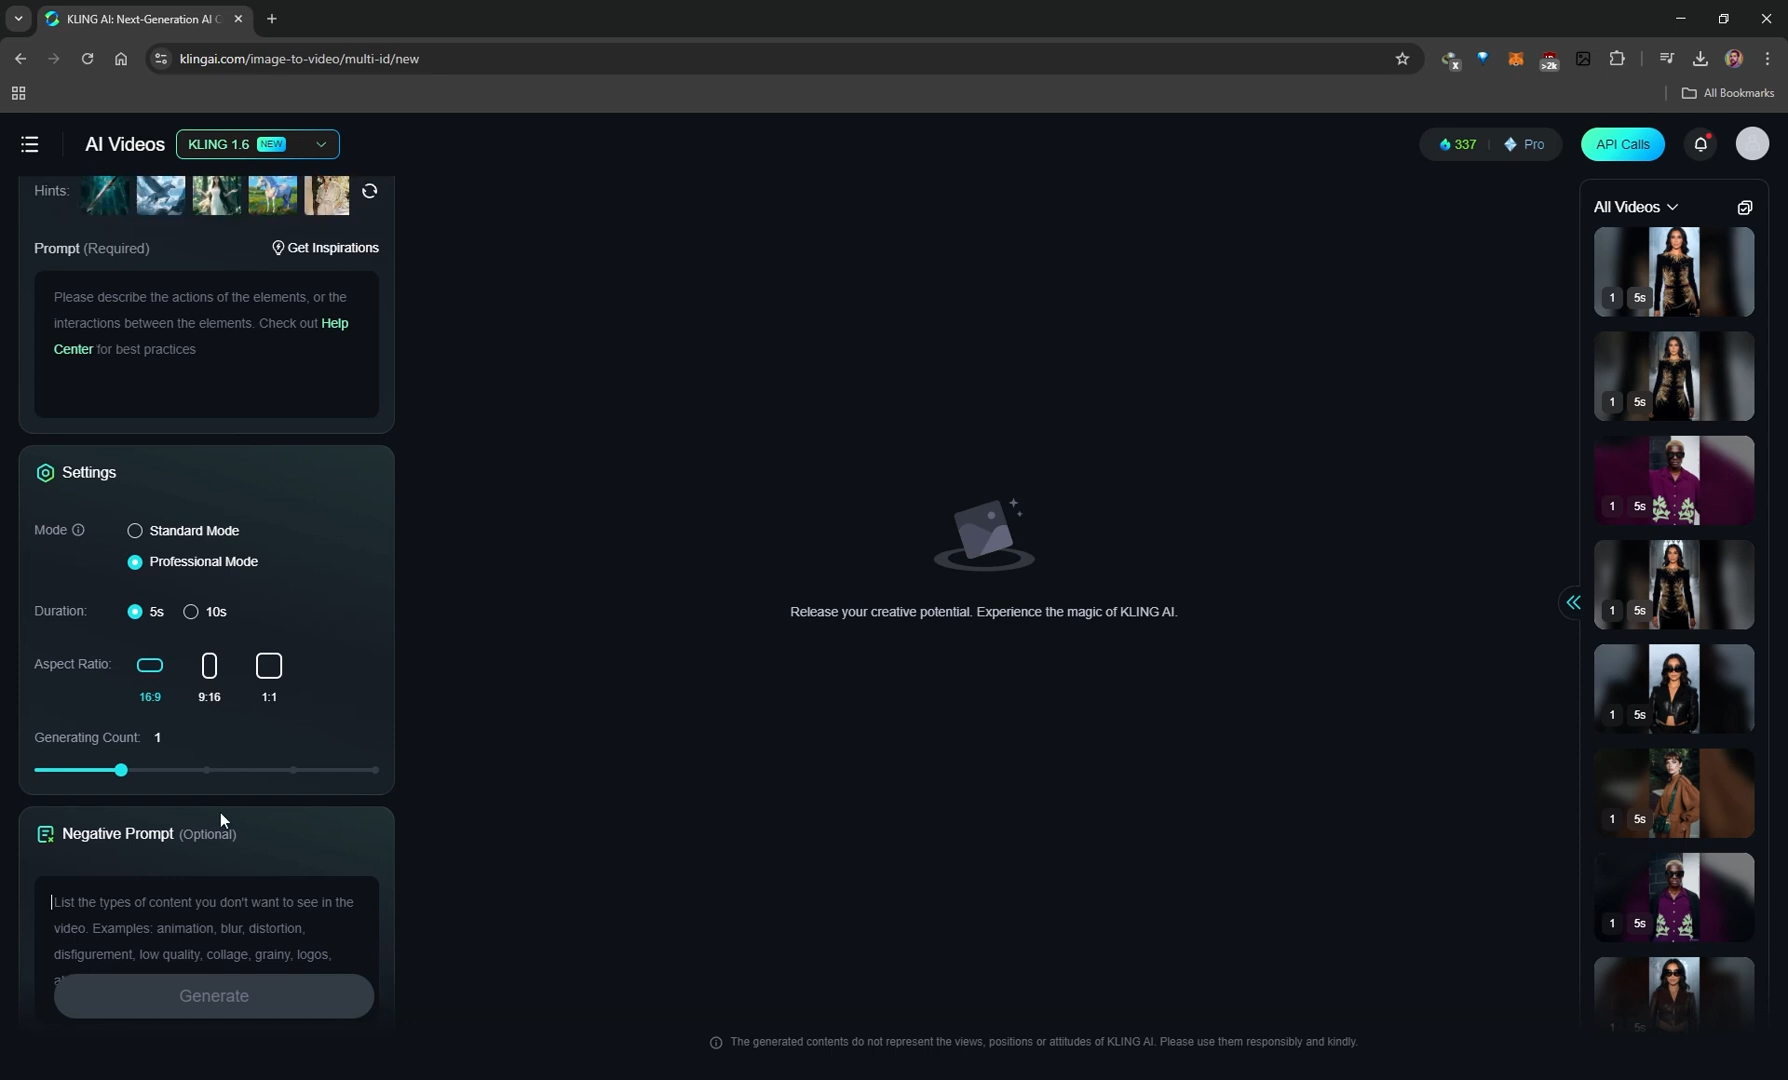 KLING AI: Next-Generation AI C
klingai.com/image-to-video/multi-id/new
x
>2k
All Bookmarks
AI Videos
KLING 1.6 NEW
337
Pro
API Calls
Hints:
Prompt (Required)
Get Inspirations
Please describe the actions of the elements, or the
interactions between the elements. Check out Help
Center for best practices
Settings
Mode
Standard Mode
Professional Mode
Duration:
5s
10s
Aspect Ratio:
16:9
9:16
1:1
Generating Count: 1
Negative Prompt (Optional)
List the types of content you don't want to see in the
video. Examples: animation, blur, distortion,
disfigurement, low quality, collage, grainy, logos,
Generate
Release your creative potential. Experience the magic of KLING AI.
The generated contents do not represent the views, positions or attitudes of KLING AI. Please use them responsibly and kindly.
All Videos
1 5s
1 5s
1 5s
1 5s
1 5s
1 5s
1 5s
1 5s